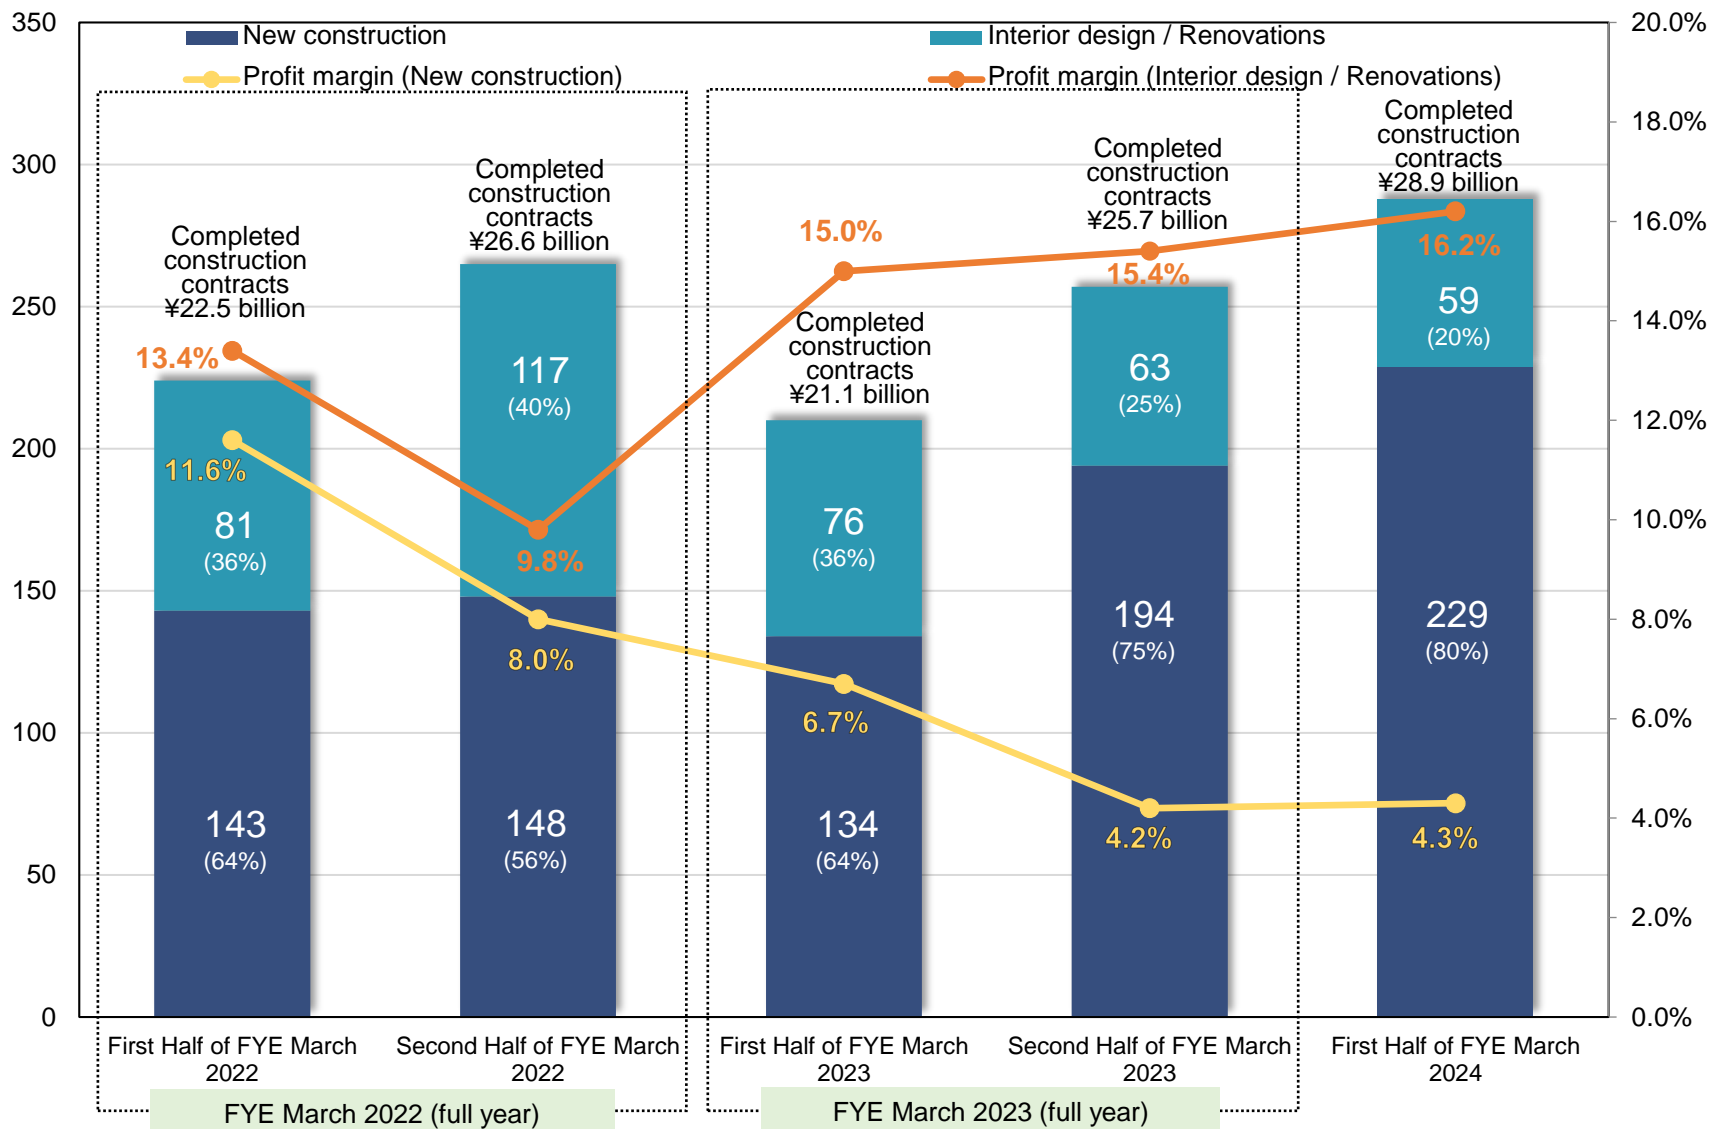 New construction
Interior design / Renovations
Profit margin (New construction)
Profit margin (Interior design / Renovations)
350
300
250
200
150
100
50
0
20.0%
18.0%
16.0%
14.0%
12.0%
10.0%
8.0%
6.0%
4.0%
2.0%
0.0%
Completed
construction
contracts
¥22.5 billion
13.4%
11.6%
81
(36%)
143
(64%)
Completed
construction
contracts
¥26.6 billion
117
(40%)
9.8%
8.0%
148
(56%)
15.0%
Completed
construction
contracts
¥21.1 billion
76
(36%)
6.7%
134
(64%)
Completed
construction
contracts
¥25.7 billion
15.4%
63
(25%)
194
(75%)
4.2%
Completed
construction
contracts
¥28.9 billion
16.2%
59
(20%)
229
(80%)
4.3%
First Half of FYE March
2022
Second Half of FYE March
2022
First Half of FYE March
2023
Second Half of FYE March
2023
First Half of FYE March
2024
FYE March 2022 (full year)
FYE March 2023 (full year)